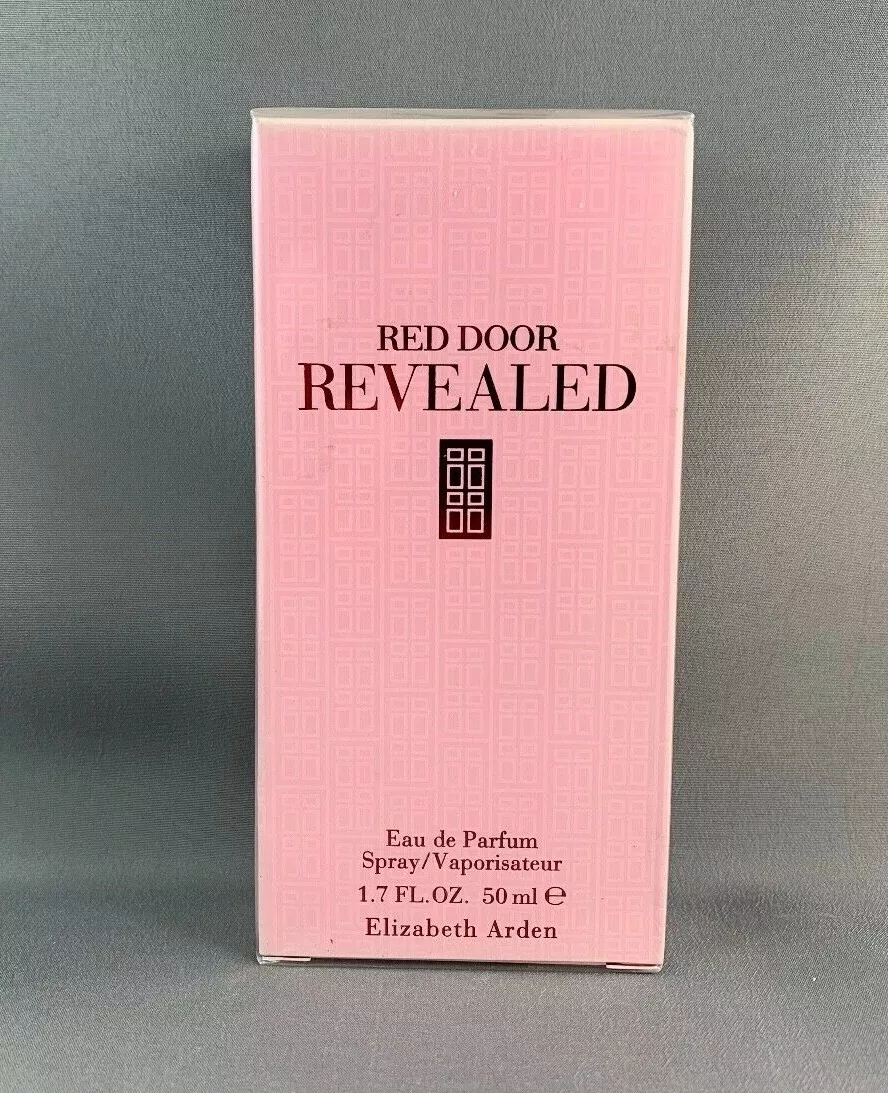 RED DOOR
REVEALED
Eau de Parfum
Spray/Vaporisateur
1.7 FL.OZ. 50 ml ℮
Elizabeth Arden